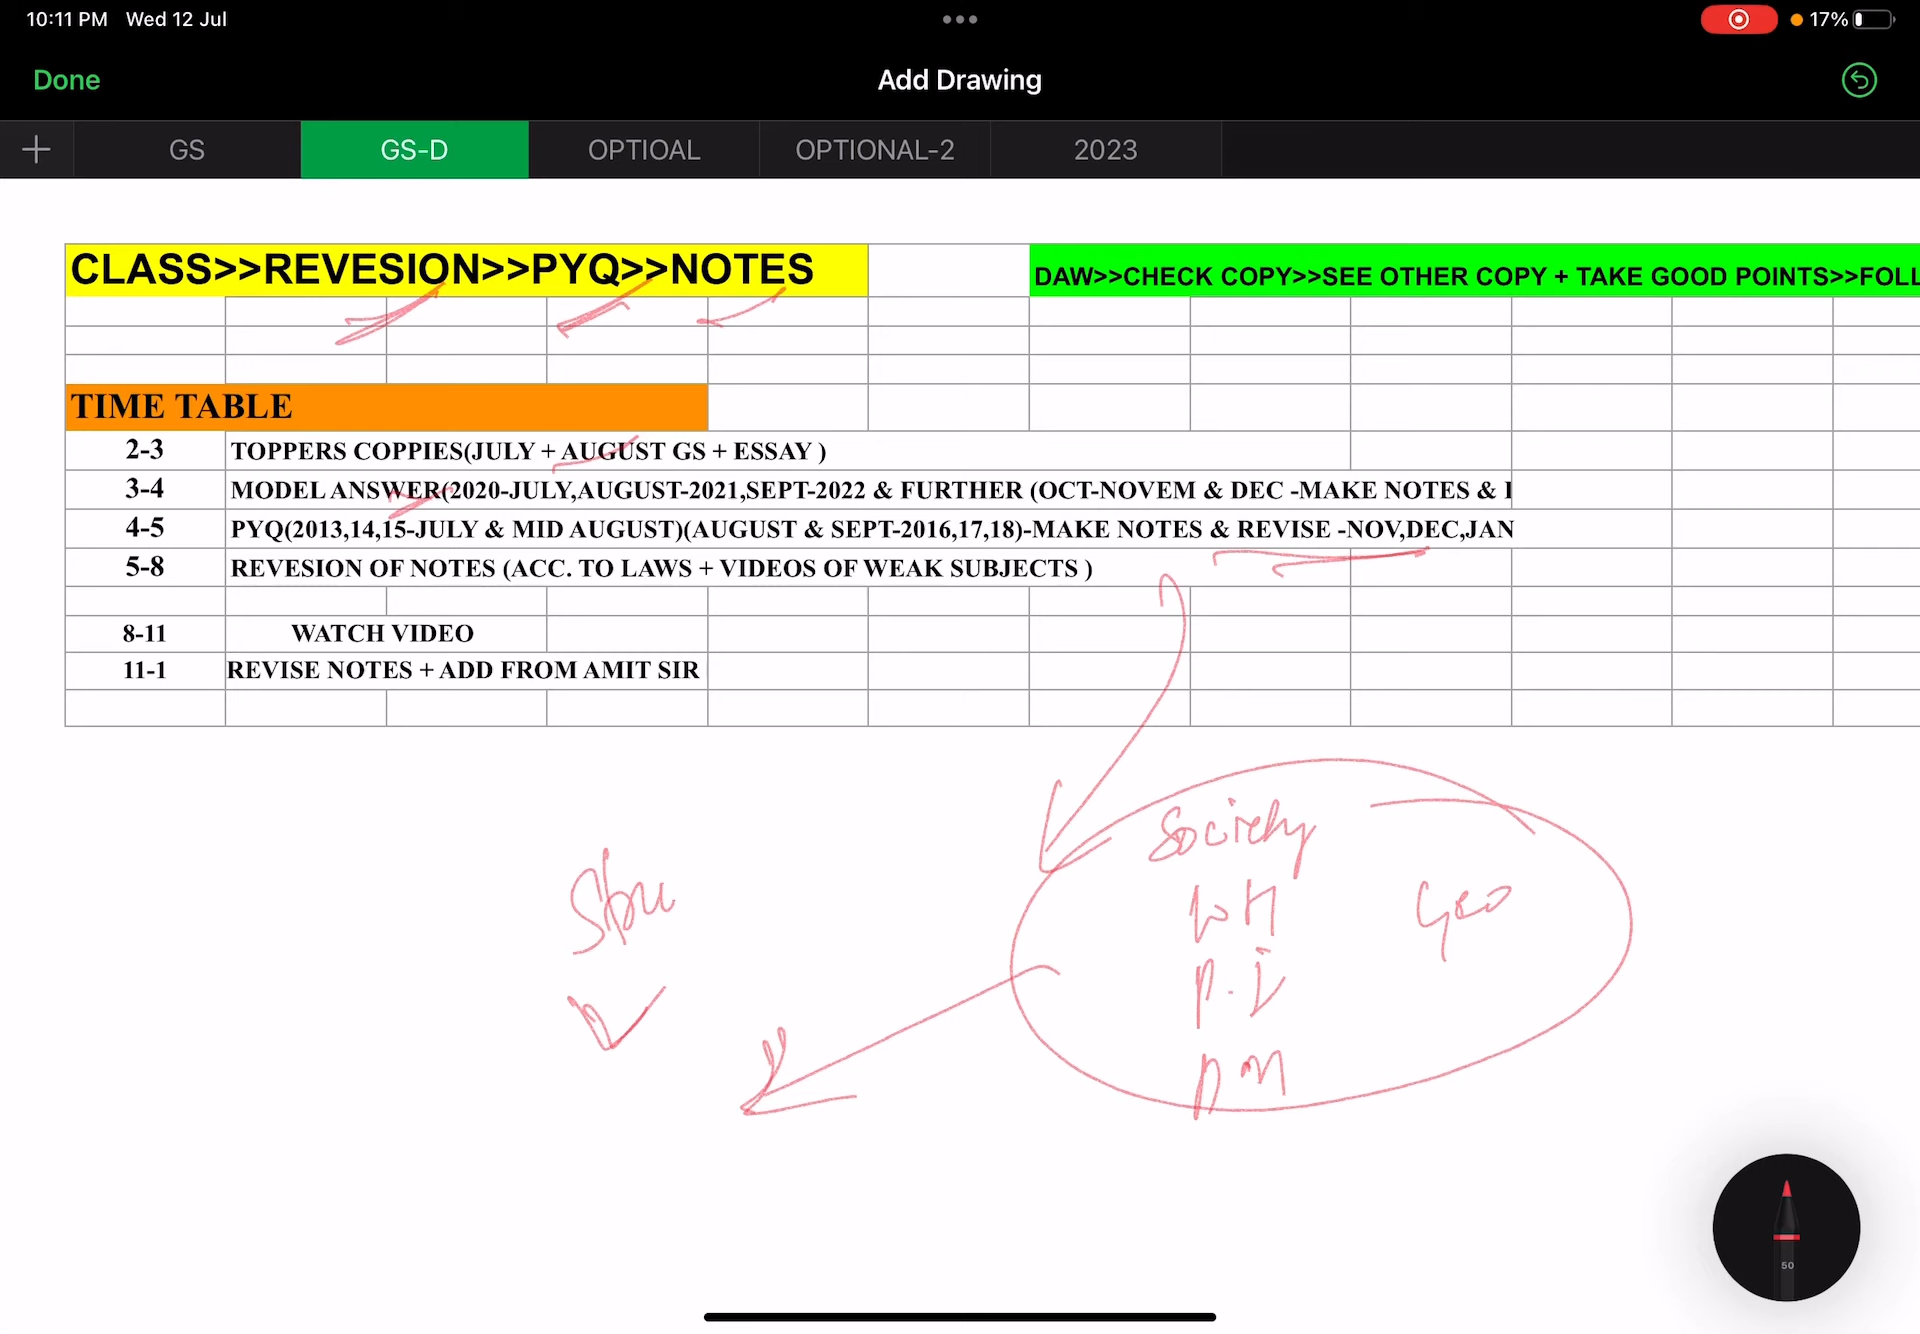 10:11 PM Wed 12 Jul
17%
Done
Add Drawing
GS
GS-D
OPTIOAL
OPTIONAL-2
2023
CLASS>>REVESION>>PYQ>>NOTES
DAW>>CHECK COPY>>SEE OTHER COPY + TAKE GOOD POINTS>>FOLL
TIME TABLE
2-3 TOPPERS COPPIES(JULY + AUGUST GS + ESSAY )
3-4 MODEL ANSWER(2020-JULY,AUGUST-2021,SEPT-2022 & FURTHER (OCT-NOVEM & DEC -MAKE NOTES &
4-5 PYQ(2013,14,15-JULY & MID AUGUST)(AUGUST & SEPT-2016,17,18)-MAKE NOTES & REVISE -NOV,DEC,JAN
5-8 REVESION OF NOTES (ACC. TO LAWS + VIDEOS OF WEAK SUBJECTS )
8-11 WATCH VIDEO
11-1 REVISE NOTES + ADD FROM AMIT SIR
Society
WH
Geo
P.I
50